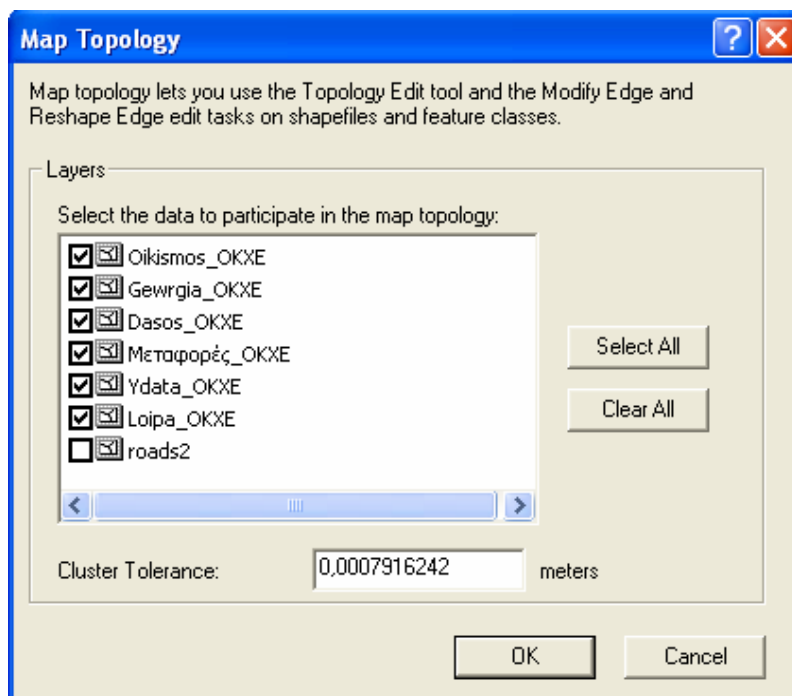 Map Topology
Map topology lets you use the Topology Edit tool and the Modify Edge and
Reshape Edge edit tasks on shapefiles and feature classes.
Layers
Select the data to participate in the map topology:
Oikismos_OKXE
Gewrgia_OKXE
Dasos_OKXE
Μεταφορές_OKXE
Ydata_OKXE
Loipa_OKXE
roads2
Select All
Clear All
Cluster Tolerance: 0,0007916242 meters
OK Cancel